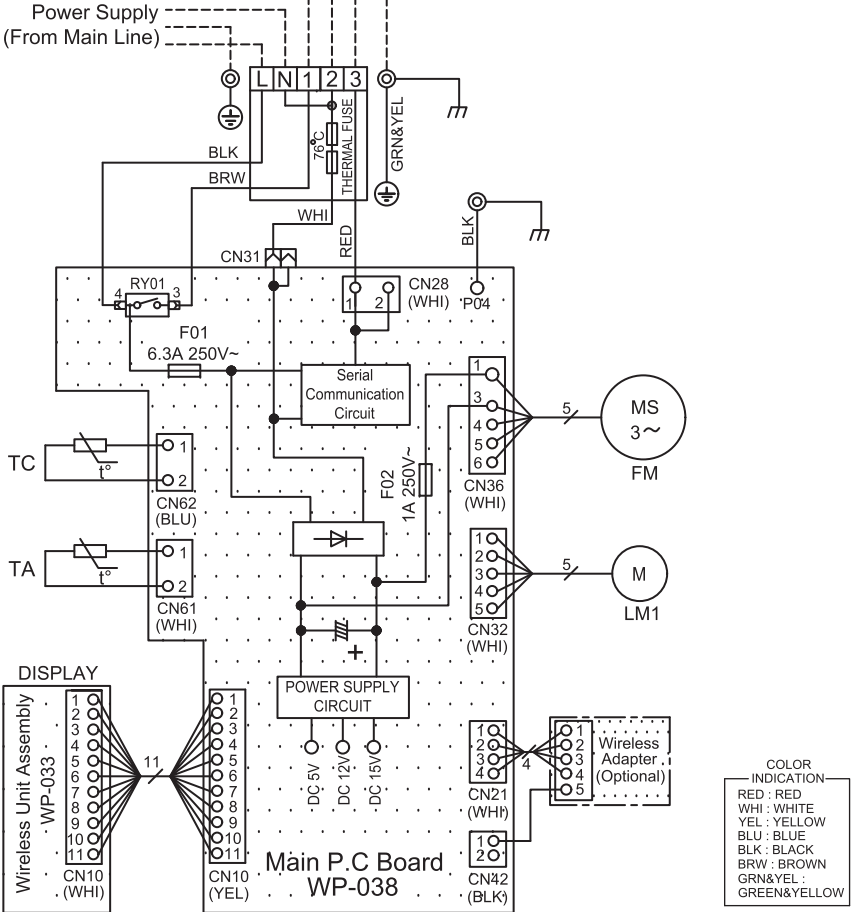 Power Supply
(From Main Line)
L N 1 2 3
BLK
BRW
76°C
THERMAL FUSE
GRN&YEL
WHI
RED
BLK
CN31
RY01
4 3
CN28
(WHI)
1 2
P04
F01
6.3A 250V~
Serial
Communication
Circuit
1
3
4
5
6
CN36
(WHI)
5
MS
3~
FM
TC
t°
1
2
CN62
(BLU)
F02
1A 250V~
TA
t°
1
2
CN61
(WHI)
1
2
3
4
5
CN32
(WHI)
5
M
LM1
+
DISPLAY
Wireless Unit Assembly
WP-033
1
2
3
4
5
6
7
8
9
10
11
CN10
(WHI)
11
1
2
3
4
5
6
7
8
9
10
11
CN10
(YEL)
POWER SUPPLY
CIRCUIT
DC 5V
DC 12V
DC 15V
Main P.C Board
WP-038
1
2
3
4
CN21
(WHI)
4
1
2
3
4
5
Wireless
Adapter
(Optional)
1
2
CN42
(BLK)
COLOR
INDICATION
RED : RED
WHI : WHITE
YEL : YELLOW
BLU : BLUE
BLK : BLACK
BRW : BROWN
GRN&YEL :
GREEN&YELLOW